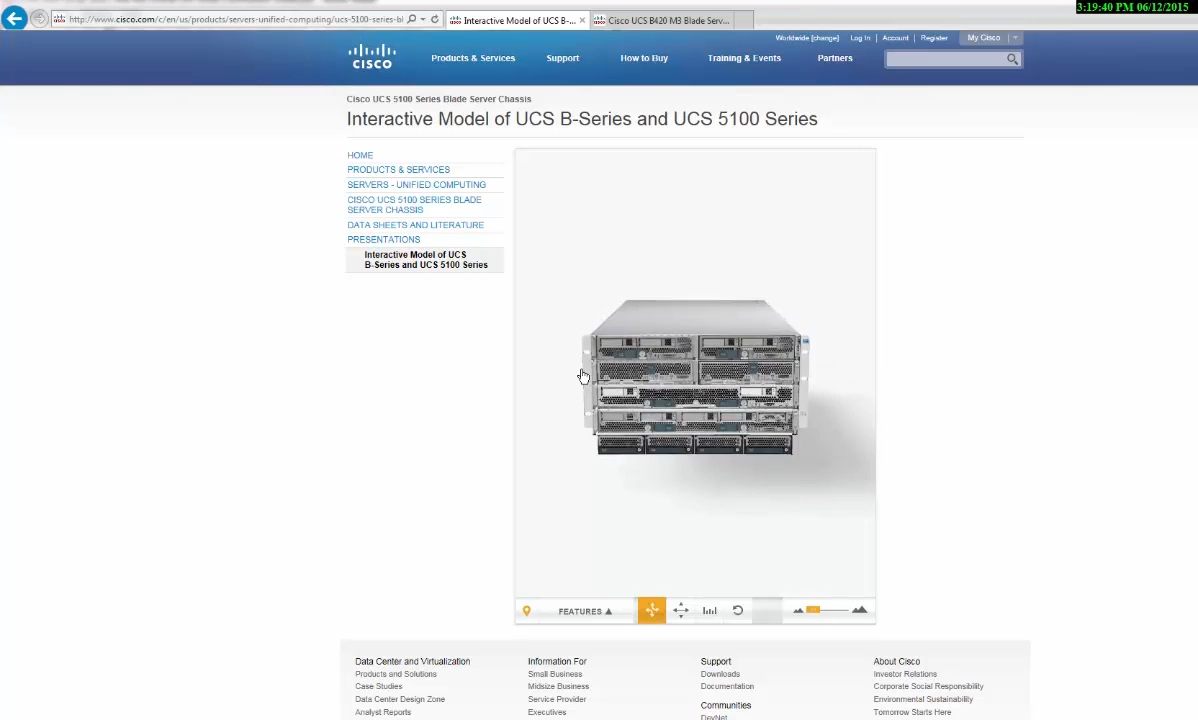 3:19:40 PM 06/12/2015
http://www.cisco.com/c/en/us/products/servers-unified-computing/ucs-5100-series-bl
Interactive Model of UCS B-...
Cisco UCS B420 M3 Blade Serv...
Worldwide [change] Log In Account Register My Cisco
CISCO
Products & Services Support How to Buy Training & Events Partners
Cisco UCS 5100 Series Blade Server Chassis
Interactive Model of UCS B-Series and UCS 5100 Series
HOME
PRODUCTS & SERVICES
SERVERS - UNIFIED COMPUTING
CISCO UCS 5100 SERIES BLADE
SERVER CHASSIS
DATA SHEETS AND LITERATURE
PRESENTATIONS
Interactive Model of UCS
B-Series and UCS 5100 Series
FEATURES
Data Center and Virtualization
Products and Solutions
Case Studies
Data Center Design Zone
Analyst Reports
Information For
Small Business
Midsize Business
Service Provider
Executives
Support
Downloads
Documentation
Communities
DevNet
About Cisco
Investor Relations
Corporate Social Responsibility
Environmental Sustainability
Tomorrow Starts Here